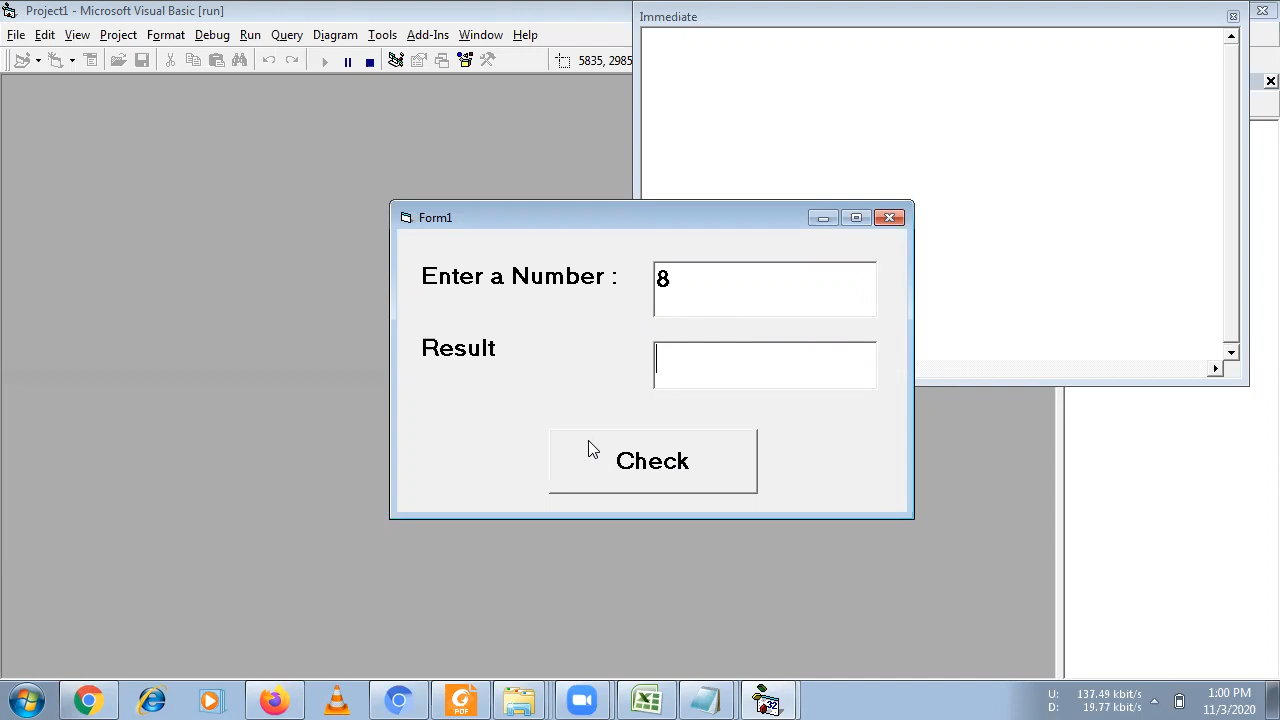 Project1 - Microsoft Visual Basic [run]
Immediate
File Edit View Project Format Debug Run Query Diagram Tools Add-Ins Window Help
5835, 2985
Form1
Enter a Number : 8
Result
Check
PDF
32
U: 137.49 kbit/s
D: 19.77 kbit/s
1:00 PM
11/3/2020